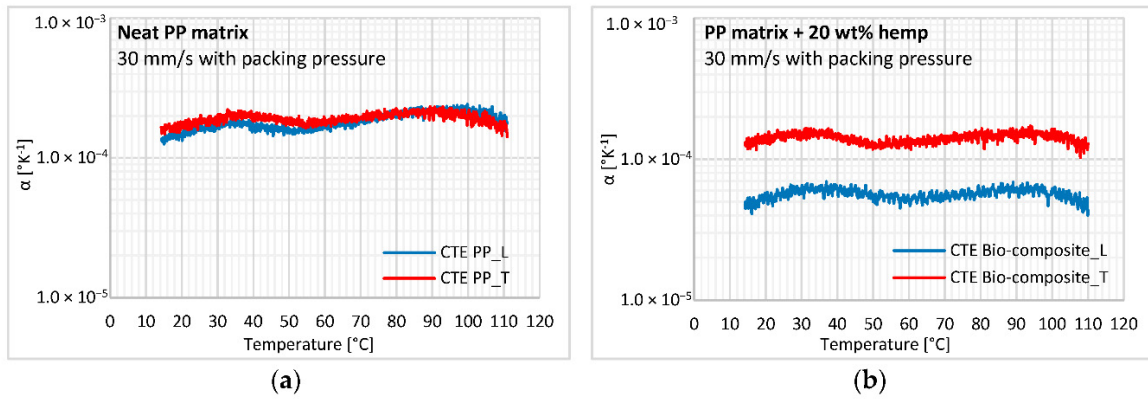 Neat PP matrix
30 mm/s with packing pressure
1.0 × 10⁻³
1.0 × 10⁻⁴
1.0 × 10⁻⁵
α [°K⁻¹]
CTE PP_L
CTE PP_T
0 10 20 30 40 50 60 70 80 90 100 110 120
Temperature [°C]
(a)
PP matrix + 20 wt% hemp
30 mm/s with packing pressure
1.0 × 10⁻³
1.0 × 10⁻⁴
1.0 × 10⁻⁵
α [°K⁻¹]
CTE Bio-composite_L
CTE Bio-composite_T
0 10 20 30 40 50 60 70 80 90 100 110 120
Temperature [°C]
(b)